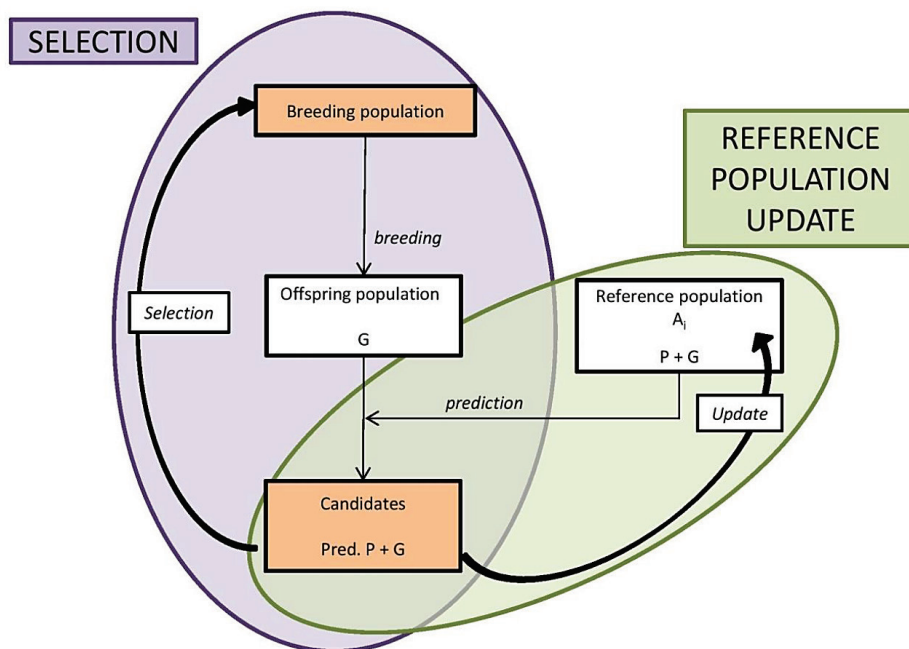 SELECTION
Breeding population
REFERENCE
POPULATION
UPDATE
breeding
Offspring population
G
Reference population
Aᵢ
P + G
Selection
prediction
Update
Candidates
Pred. P + G